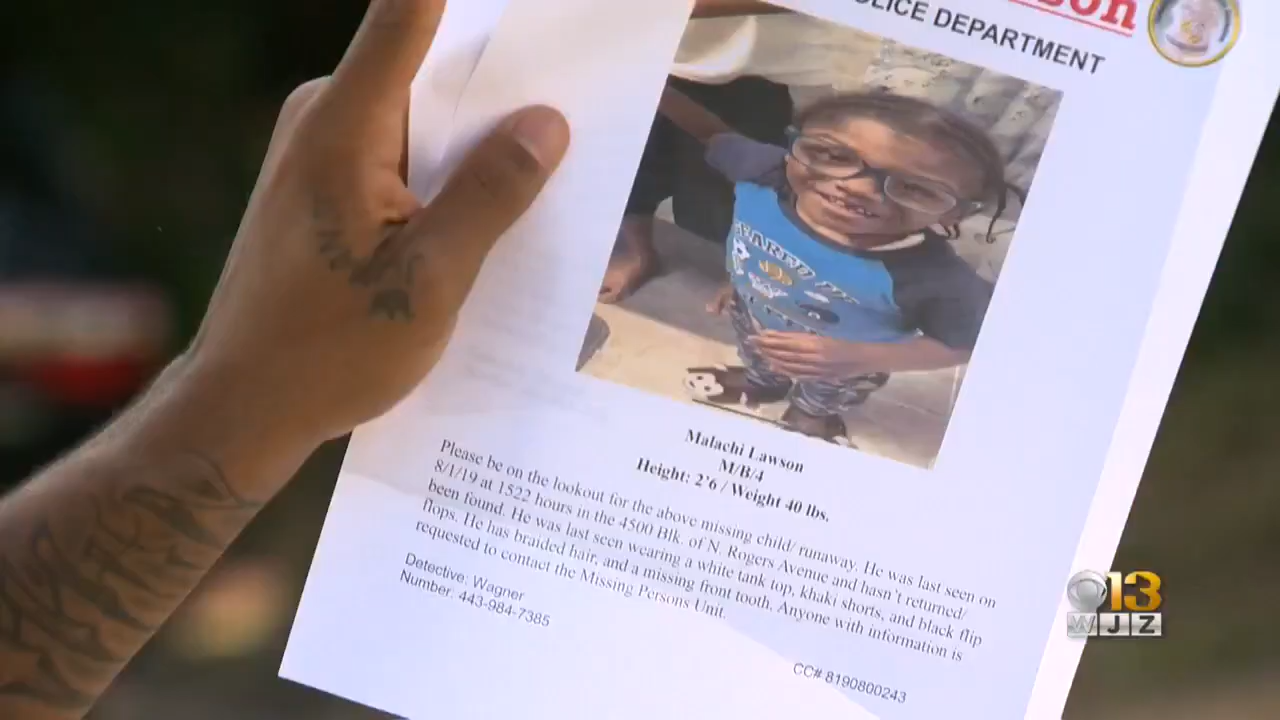 POLICE DEPARTMENT
Malachi Lawson
M/B/4
Height: 2'6 / Weight 40 lbs.
Please be on the lookout for the above missing child/ runaway. He was last seen on
8/1/19 at 1522 hours in the 4500 Blk. of N. Rogers Avenue and hasn't returned/
been found. He was last seen wearing a white tank top, khaki shorts, and black flip
flops. He has braided hair, and a missing front tooth. Anyone with information is
requested to contact the Missing Persons Unit.
Detective: Wagner
Number: 443-984-7385
CC# 8190800243
13
WJZ